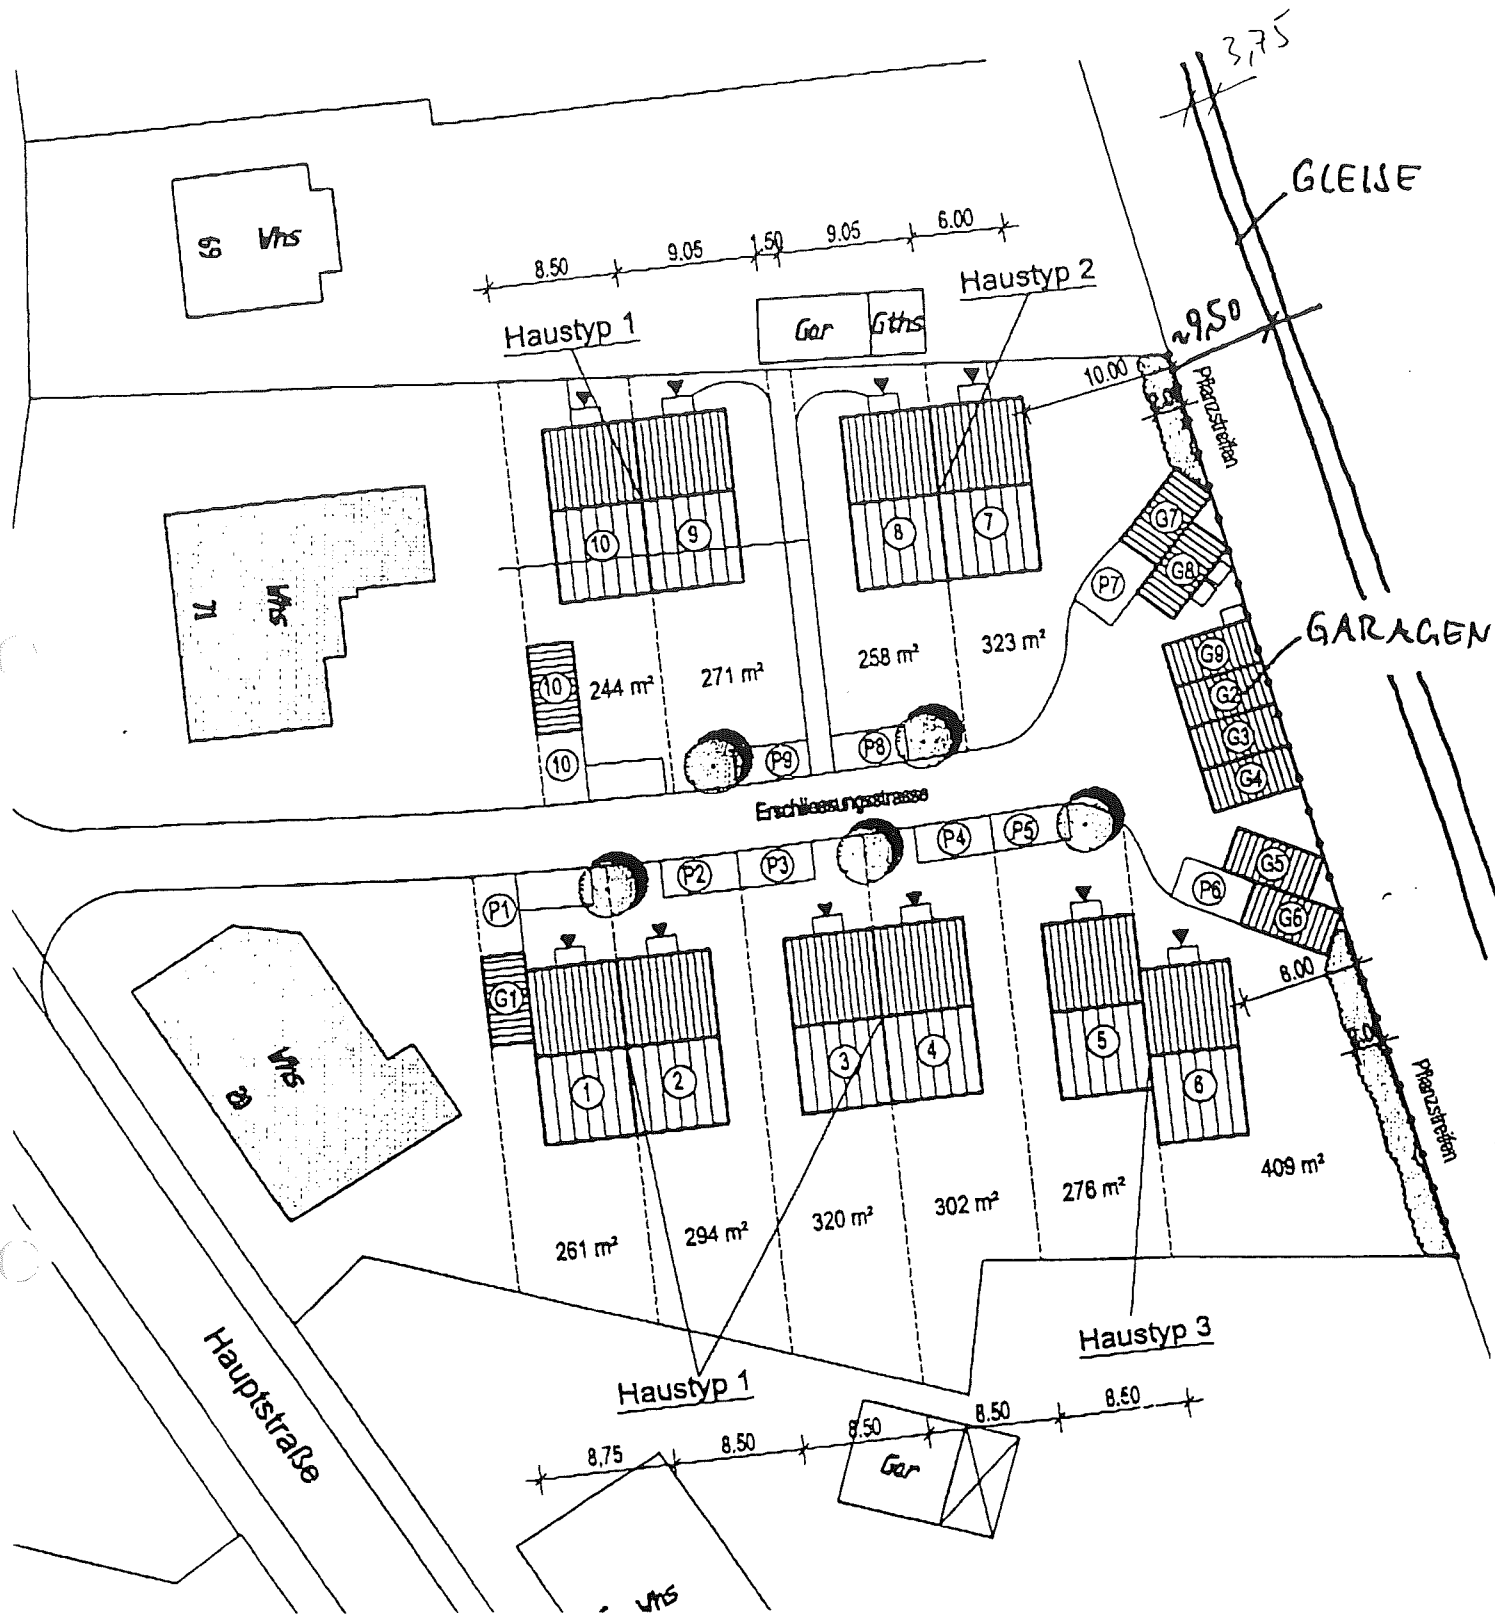 3,75
GLEISE
69
Whs
8.50
9.05
1.50
9.05
6.00
Haustyp 1
Haustyp 2
Gar
Gths
~9,50
10.00
Pflanzstreifen
10
9
8
7
G7
G8
P7
71
Whs
GARAGEN
G9
G2
G3
G4
10
244 m²
271 m²
258 m²
323 m²
10
P9
P8
Erschliessungsstrasse
P1
P2
P3
P4
P5
P6
G5
G6
G1
8.00
Whs
1
2
3
4
5
6
Pflanzstreifen
261 m²
294 m²
320 m²
302 m²
276 m²
409 m²
Hauptstraße
Haustyp 1
Haustyp 3
8,75
8.50
8.50
8.50
8.50
Gar
Whs